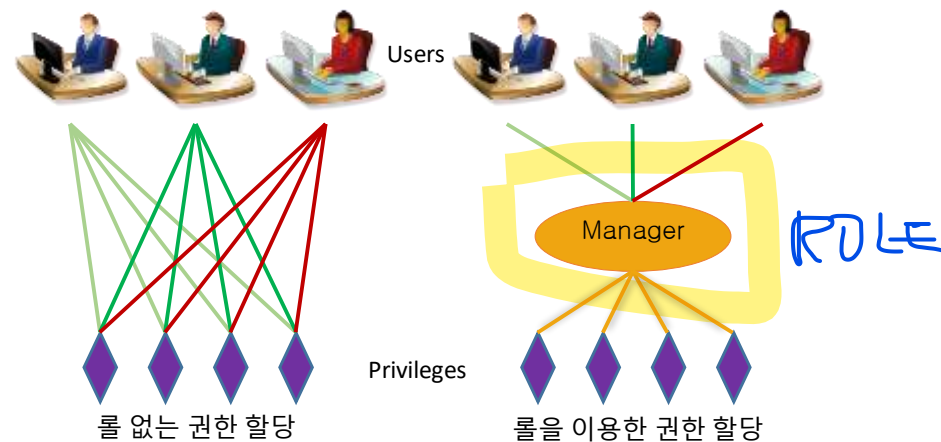 Users
Manager
ROLE
Privileges
롤 없는 권한 할당
롤을 이용한 권한 할당